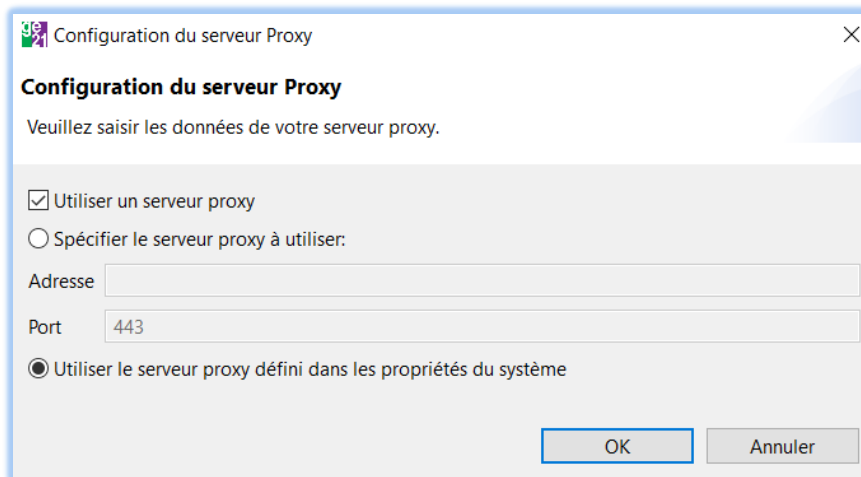 ge
21
Configuration du serveur Proxy
Configuration du serveur Proxy
Veuillez saisir les données de votre serveur proxy.
Utiliser un serveur proxy
Spécifier le serveur proxy à utiliser:
Adresse
Port 443
Utiliser le serveur proxy défini dans les propriétés du système
OK Annuler